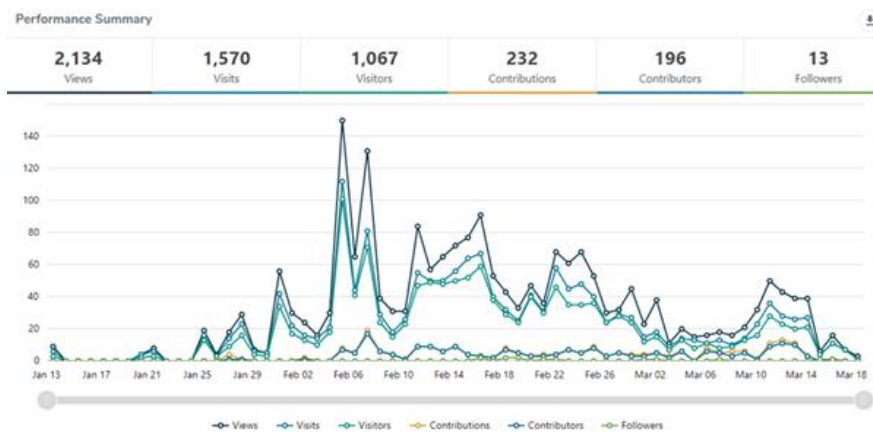 Performance Summary
2,134 1,570 1,067 232 196 13
Views Visits Visitors Contributions Contributors Followers
140
120
100
80
60
40
20
0
Jan 13 Jan 17 Jan 21 Jan 25 Jan 29 Feb 02 Feb 06 Feb 10 Feb 14 Feb 18 Feb 22 Feb 26 Mar 02 Mar 06 Mar 10 Mar 14 Mar 18
Views Visits Visitors Contributions Contributors Followers